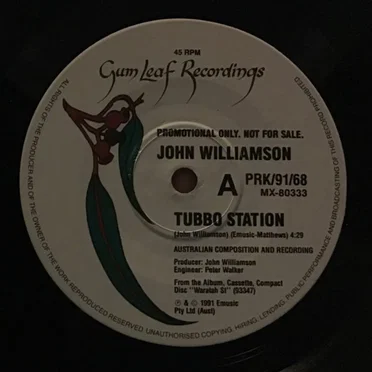 45 RPM
Gum Leaf Recordings
PROMOTIONAL ONLY. NOT FOR SALE.
JOHN WILLIAMSON
A
PRK/91/68
MX-80333
TUBBO STATION
(John Williamson) (Emusic-Matthews) 4:29
AUSTRALIAN COMPOSITION AND RECORDING
Producer: John Williamson
Engineer: Peter Walker
From the Album, Cassette, Compact
Disc "Waratah St" (93347)
℗ & © 1991 Emusic
Pty Ltd (Aust)
ALL RIGHTS OF THE PRODUCER AND OF THE OWNER OF THE WORK REPRODUCED RESERVED. UNAUTHORISED COPYING, HIRING, LENDING, PUBLIC PERFORMANCE AND BROADCASTING OF THIS RECORD PROHIBITED